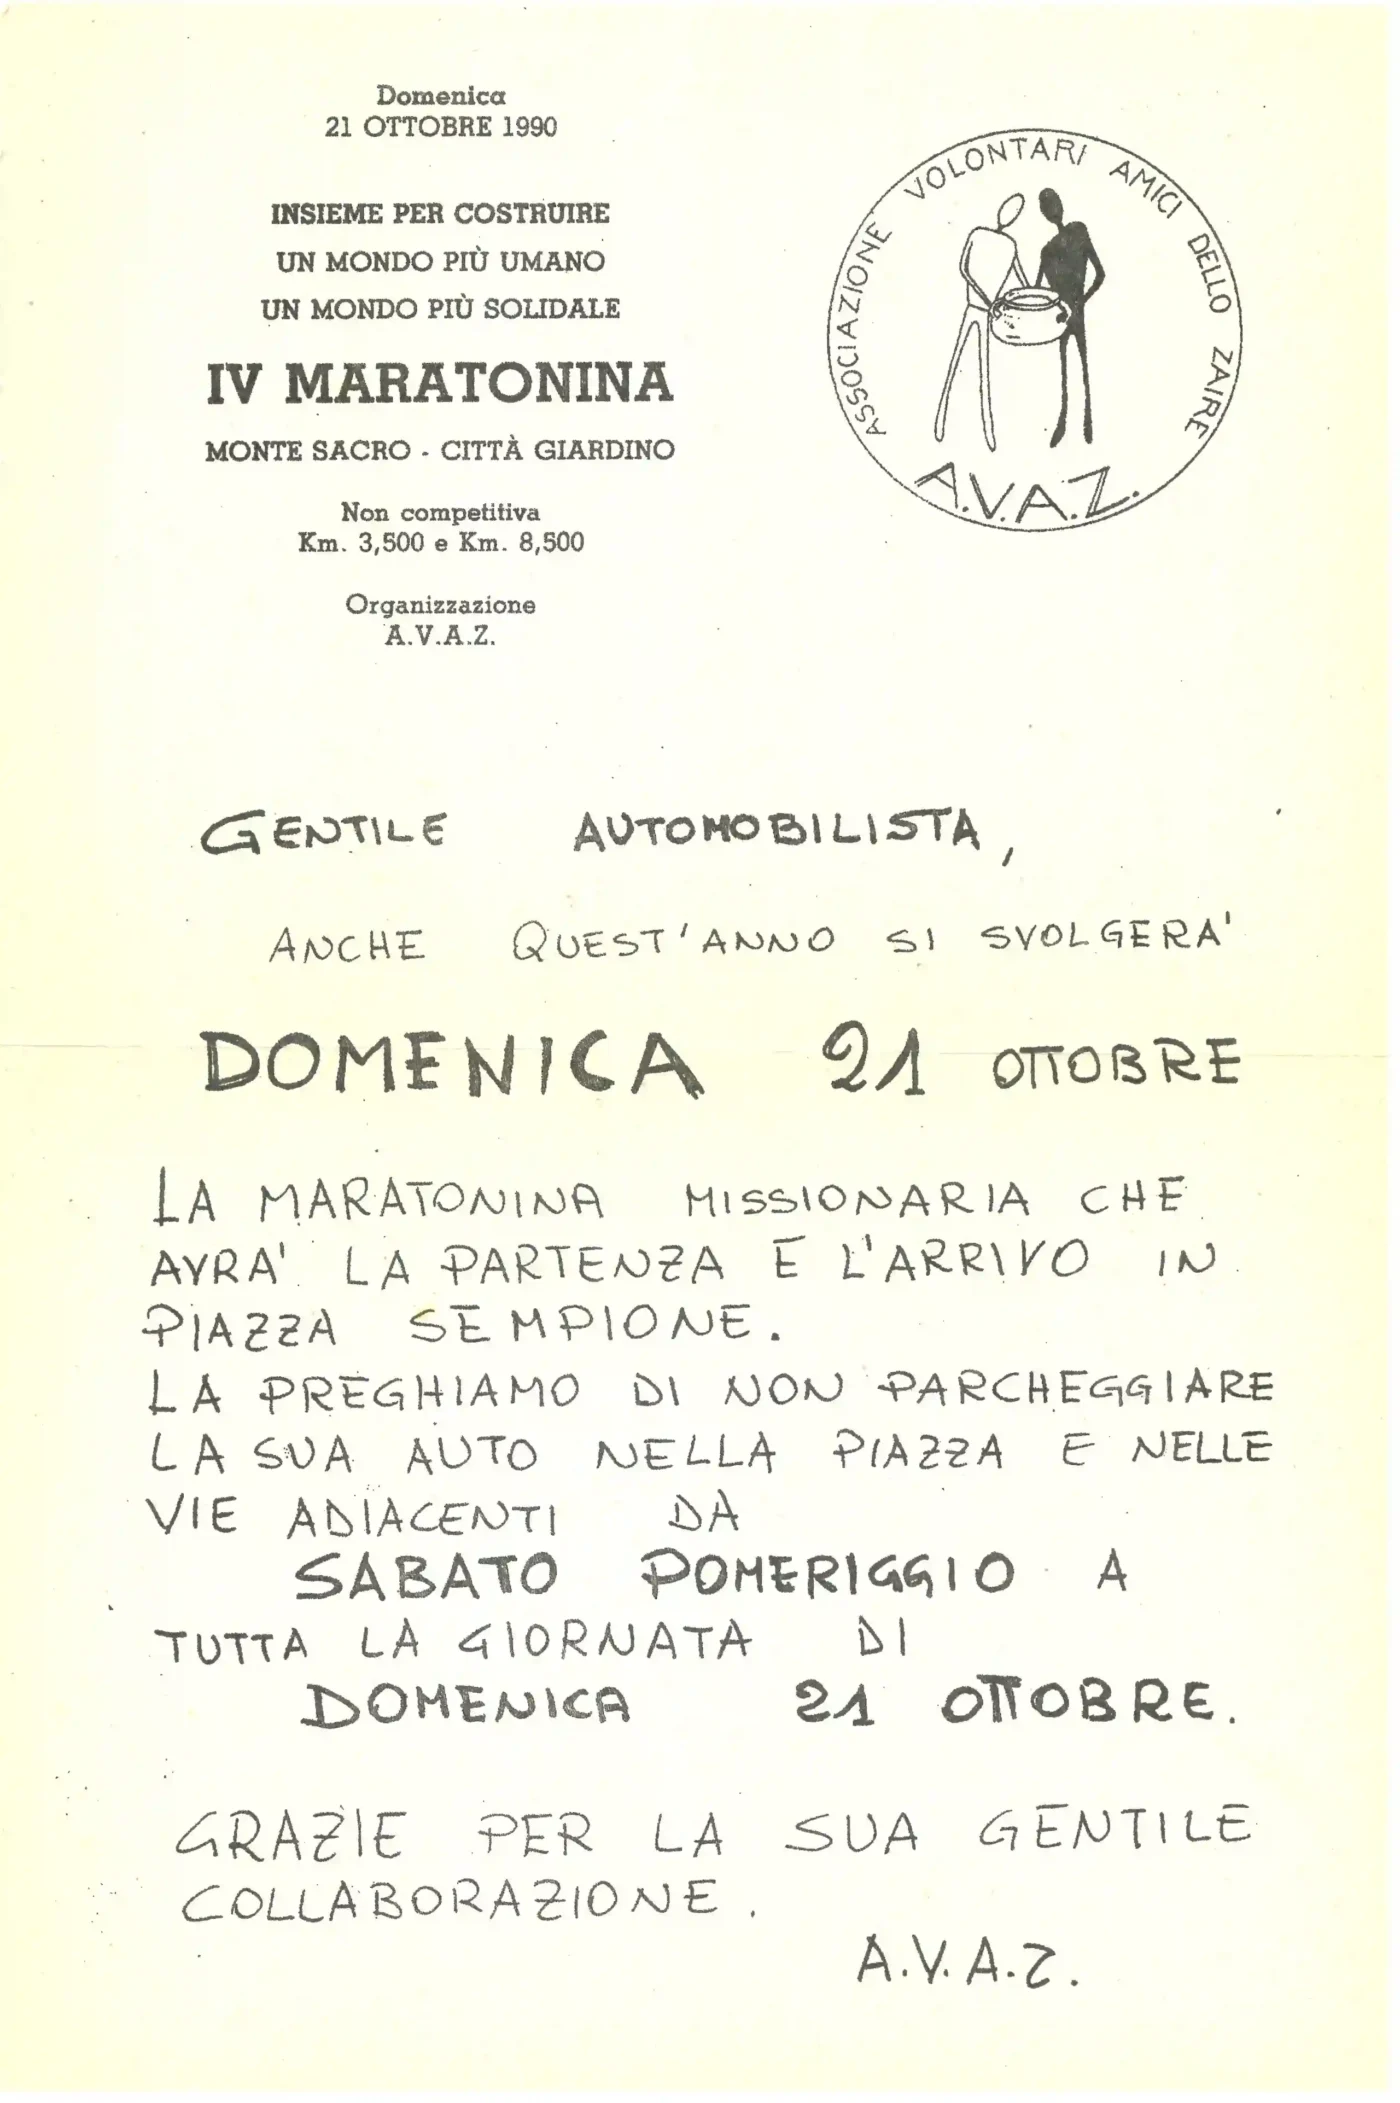 Domenica
21 OTTOBRE 1990
INSIEME PER COSTRUIRE
UN MONDO PIÙ UMANO
UN MONDO PIÙ SOLIDALE
IV MARATONINA
MONTE SACRO - CITTÀ GIARDINO
Non competitiva
Km. 3,500 e Km. 8,500
Organizzazione
A.V.A.Z.
ASSOCIAZIONE VOLONTARI AMICI DELLO ZAIRE
A.V.A.Z.
GENTILE AUTOMOBILISTA,
ANCHE QUEST'ANNO SI SVOLGERA'
DOMENICA 21 OTTOBRE
LA MARATONINA MISSIONARIA CHE
AVRA' LA PARTENZA E L'ARRIVO IN
PIAZZA SEMPIONE.
LA PREGHIAMO DI NON PARCHEGGIARE
LA SUA AUTO NELLA PIAZZA E NELLE
VIE ADIACENTI DA
SABATO POMERIGGIO A
TUTTA LA GIORNATA DI
DOMENICA 21 OTTOBRE.
GRAZIE PER LA SUA GENTILE
COLLABORAZIONE.
A.V.A.Z.